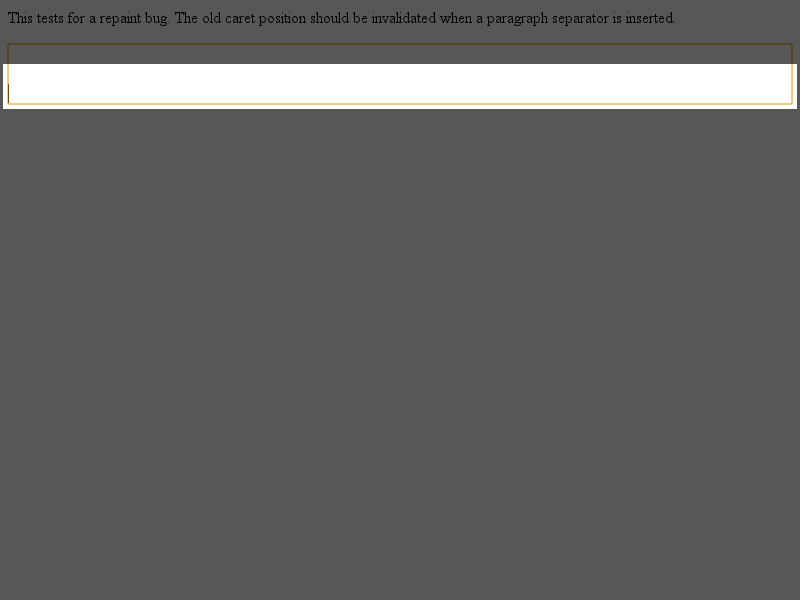 This tests for a repaint bug. The old caret position should be invalidated when a paragraph separator is inserted.